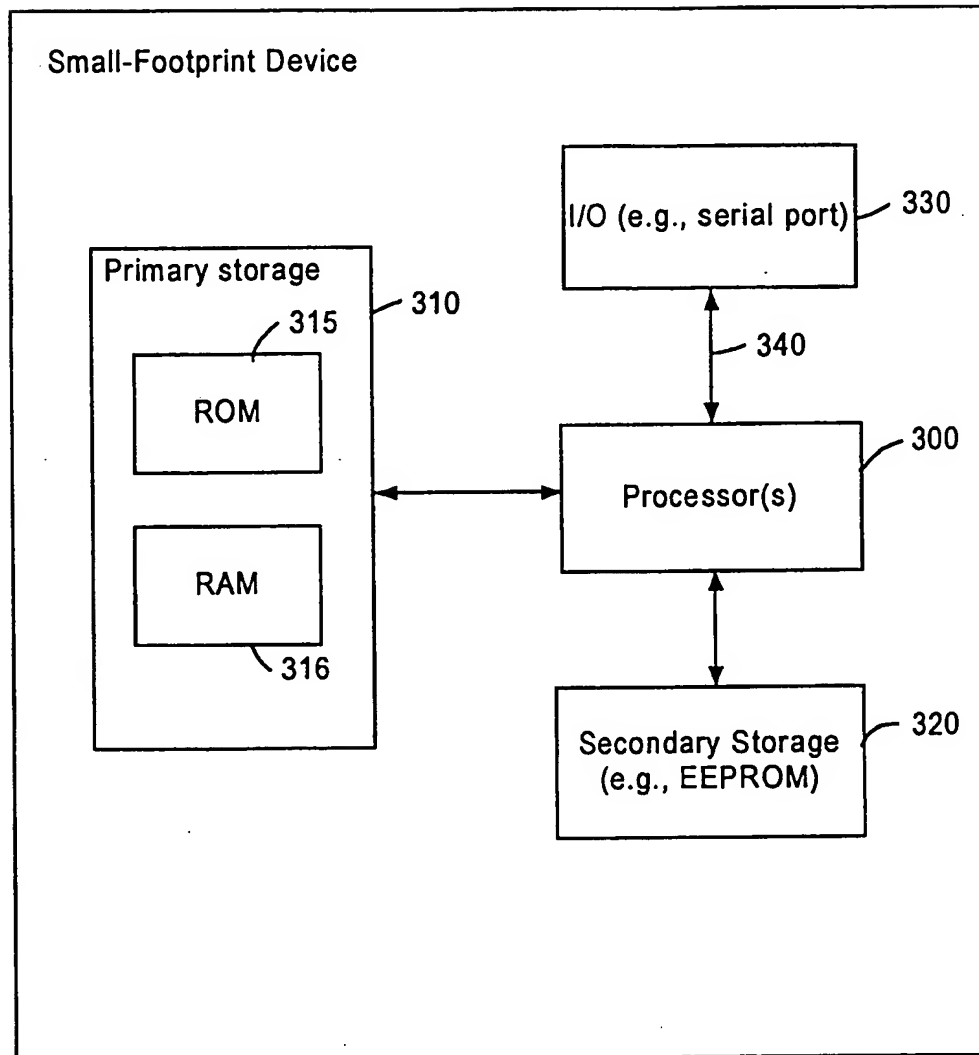 Small-Footprint Device
I/O (e.g., serial port)
330
Primary storage
310
315
340
ROM
300
Processor(s)
RAM
316
320
Secondary Storage
(e.g., EEPROM)